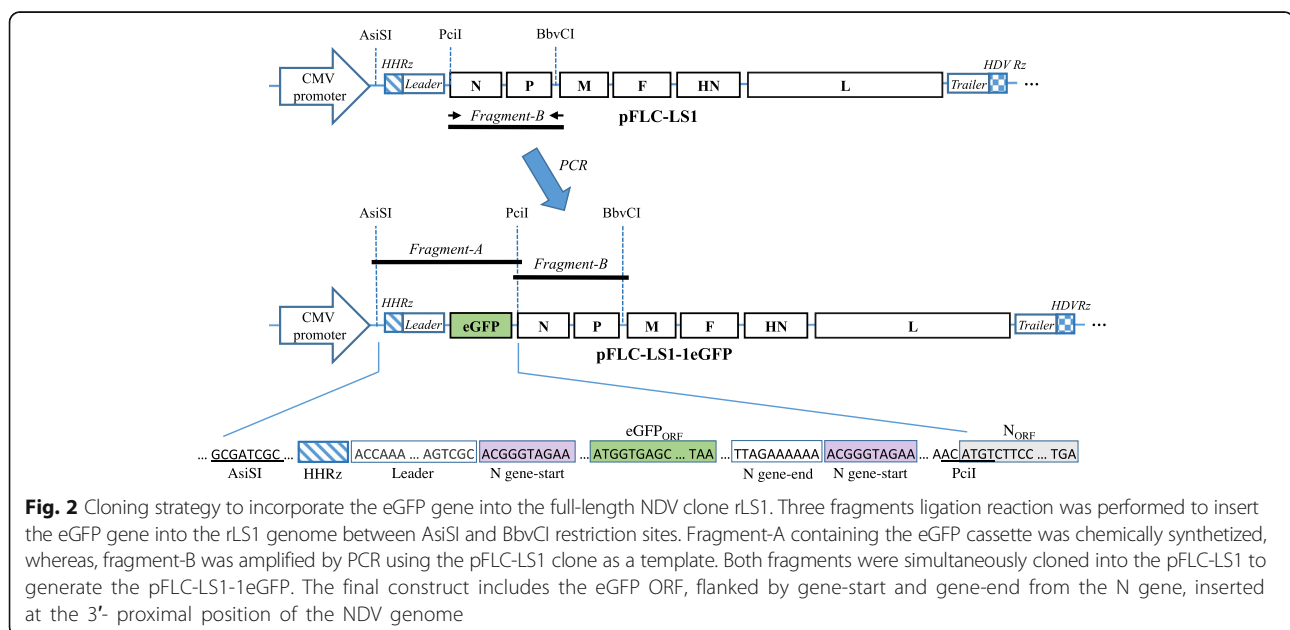 AsiSI PciI BbvCI
HHRz HDV Rz
CMV promoter Leader N P M F HN L Trailer ...
Fragment-B pFLC-LS1
PCR
AsiSI PciI BbvCI
Fragment-A
Fragment-B
HHRz HDVRz
CMV promoter Leader eGFP N P M F HN L Trailer ...
pFLC-LS1-1eGFP
eGFPORF NORF
... GCGATCGC ... ACCAAA ... AGTCGC ACGGGTAGAA ... ATGGTGAGC ... TAA ... TTAGAAAAAA ACGGGTAGAA ... AAC ATGTCTTCC ... TGA
AsiSI HHRz Leader N gene-start N gene-end N gene-start PciI
Fig. 2 Cloning strategy to incorporate the eGFP gene into the full-length NDV clone rLS1. Three fragments ligation reaction was performed to insert
the eGFP gene into the rLS1 genome between AsiSI and BbvCI restriction sites. Fragment-A containing the eGFP cassette was chemically synthetized,
whereas, fragment-B was amplified by PCR using the pFLC-LS1 clone as a template. Both fragments were simultaneously cloned into the pFLC-LS1 to
generate the pFLC-LS1-1eGFP. The final construct includes the eGFP ORF, flanked by gene-start and gene-end from the N gene, inserted
at the 3′- proximal position of the NDV genome